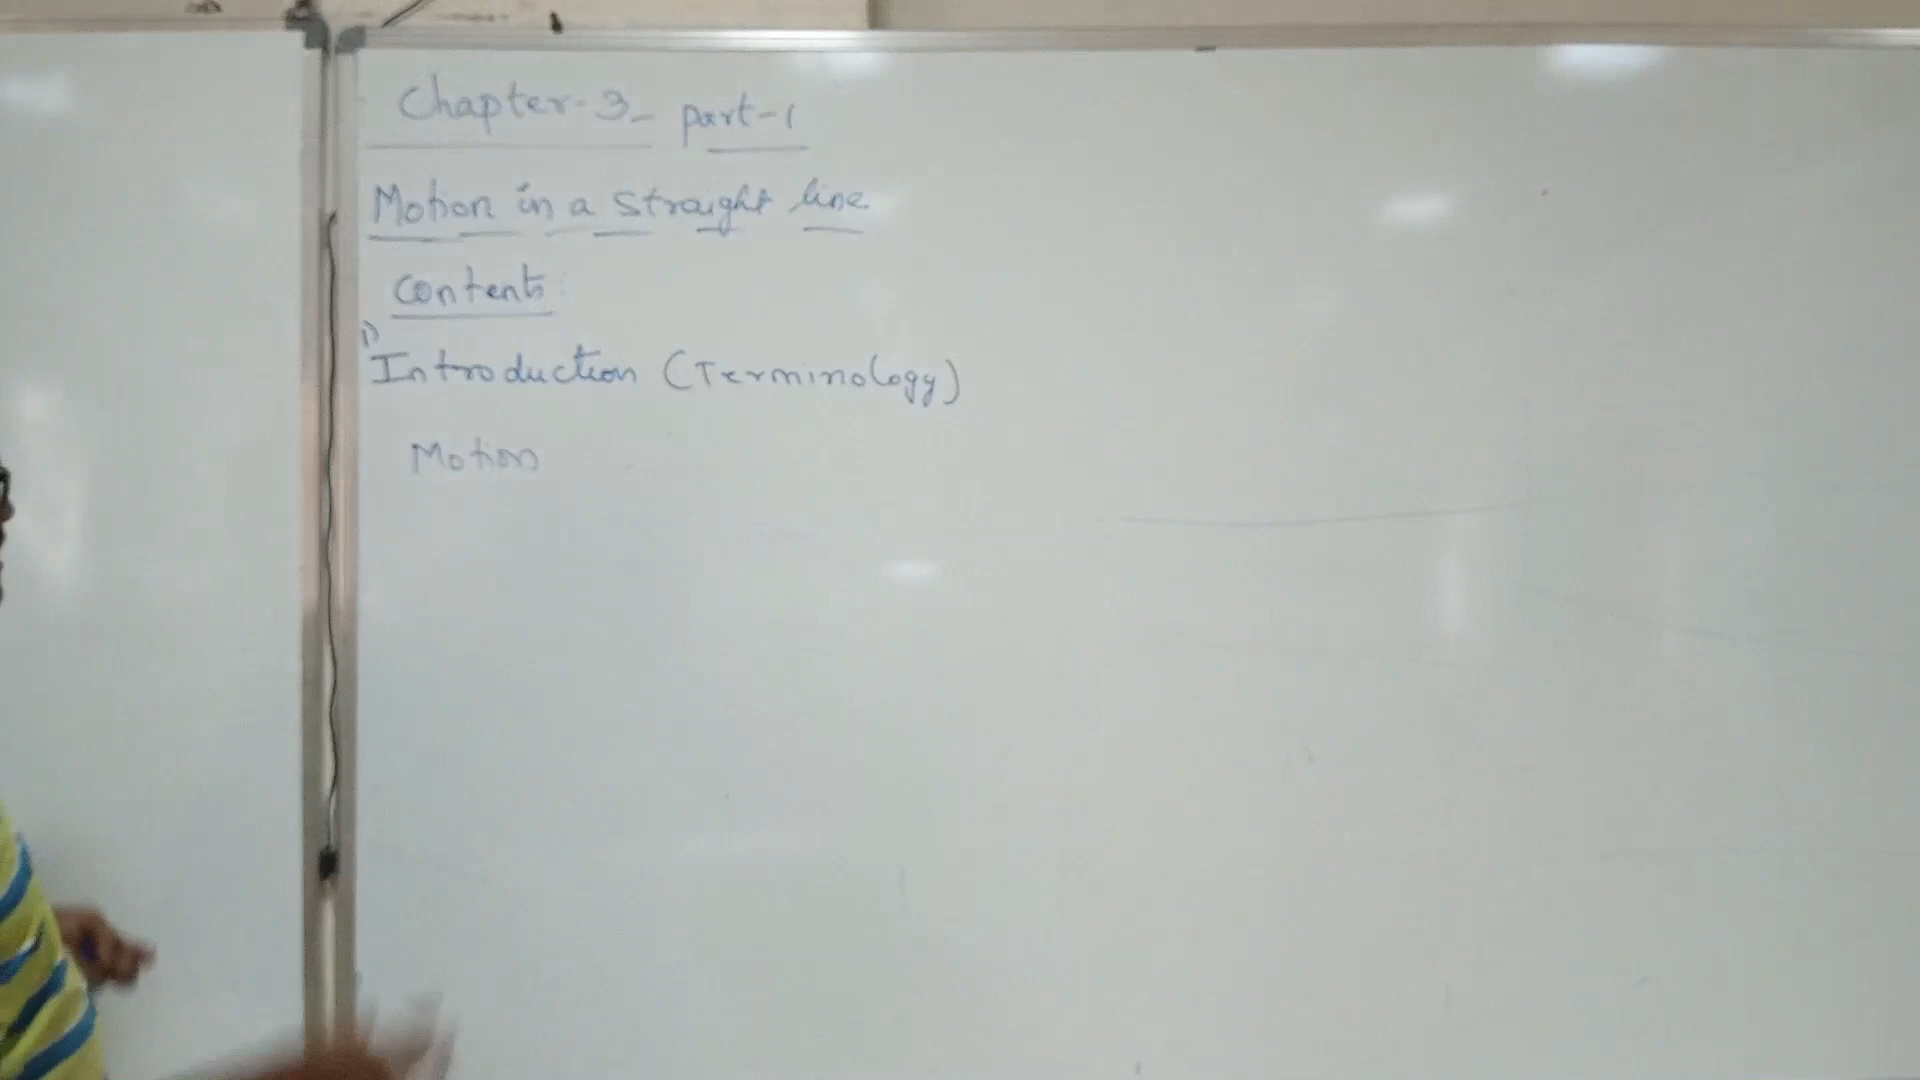 Chapter-3- part-1
Motion in a straight line
Contents:
1)
Introduction (Terminology)
Motion